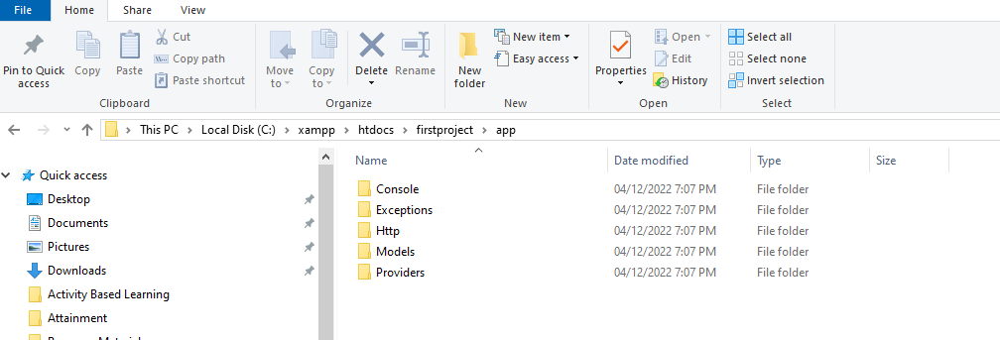 File Home Share View
Pin to Quick access
Copy
Paste
Cut
Copy path
Paste shortcut
Clipboard
Move to
Copy to
Delete
Rename
Organize
New folder
New item
Easy access
New
Properties
Open
Edit
History
Open
Select all
Select none
Invert selection
Select
This PC > Local Disk (C:) > xampp > htdocs > firstproject > app
Quick access
Desktop
Documents
Pictures
Downloads
Activity Based Learning
Attainment
Name Date modified Type Size
Console 04/12/2022 7:07 PM File folder
Exceptions 04/12/2022 7:07 PM File folder
Http 04/12/2022 7:07 PM File folder
Models 04/12/2022 7:07 PM File folder
Providers 04/12/2022 7:07 PM File folder